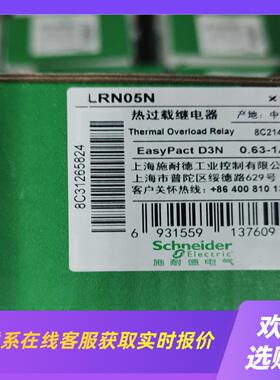 LRN05N
热过载继电器
产地：中
Thermal Overload Relay
8C214
EasyPact D3N
0.63-1
上海施耐德工业控制有限公
上海市普陀区绥德路629号
客户关怀热线：+86 400 810 1
6 931559 137609
Schneider
Electric
施耐德电气
8C31265824
联系在线客服获取实时报价
欢
选购